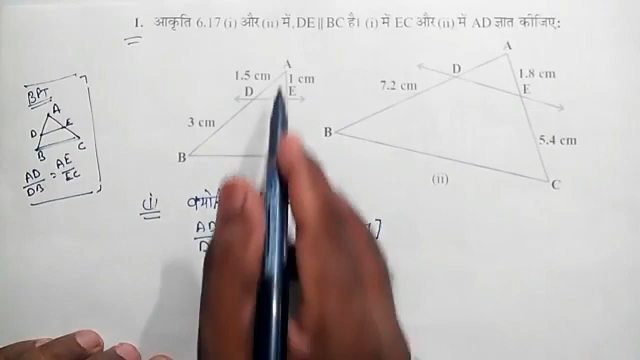 1. आकृति 6.17 (i) और (ii) में, DE || BC है। (i) में EC और (ii) में AD ज्ञात कीजिए:
A
1.5 cm
1 cm
D
E
3 cm
B
A
1.8 cm
D
7.2 cm
E
B
5.4 cm
(ii)
C
BPT
A
D
E
B
C
AD/DB = AE/EC
(i)
AD
D
]